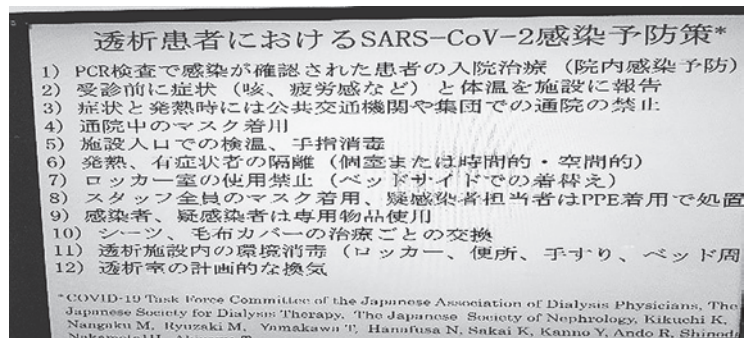 透析患者におけるSARS-CoV-2感染予防策*
1) PCR検査で感染が確認された患者の入院治療（院内感染予防）
2) 受診前に症状（咳、疲労感など）と体温を施設に報告
3) 症状と発熱時には公共交通機関や集団での通院の禁止
4) 通院中のマスク着用
5) 施設入口での検温、手指消毒
6) 発熱、有症状者の隔離（個室または時間的・空間的）
7) ロッカー室の使用禁止（ベッドサイドでの着替え）
8) スタッフ全員のマスク着用、疑感染者担当者はPPE着用で処置
9) 感染者、疑感染者は専用物品使用
10) シーツ、毛布カバーの治療ごとの交換
11) 透析施設内の環境消毒（ロッカー、便所、手すり、ベッド周
12) 透析室の計画的な換気
*COVID-19 Task Force Committee of the Japanese Association of Dialysis Physicians, The
Japanese Society for Dialysis Therapy, The Japanese Society of Nephrology, Kikuchi K,
Nangaku M, Ryuzaki M, Yamakawa T, Hanafusa N, Sakai K, Kanno Y, Ando R, Shinoda